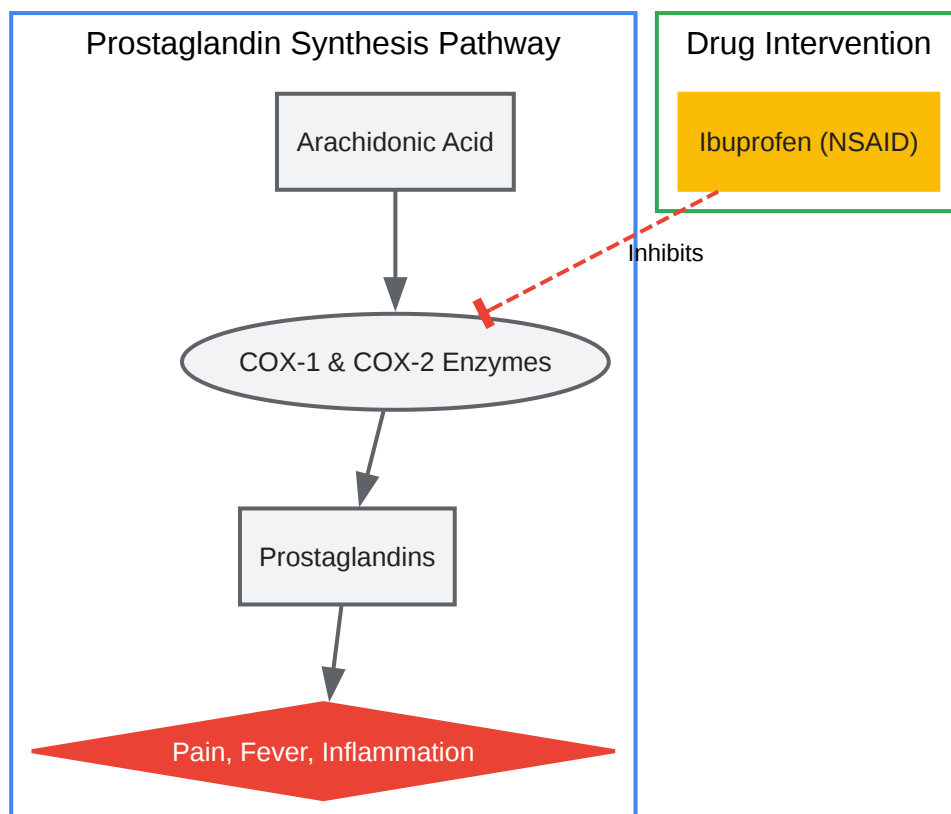 Prostaglandin Synthesis Pathway
Drug Intervention
Arachidonic Acid
Ibuprofen (NSAID)
Inhibits
COX-1 & COX-2 Enzymes
Prostaglandins
Pain, Fever, Inflammation